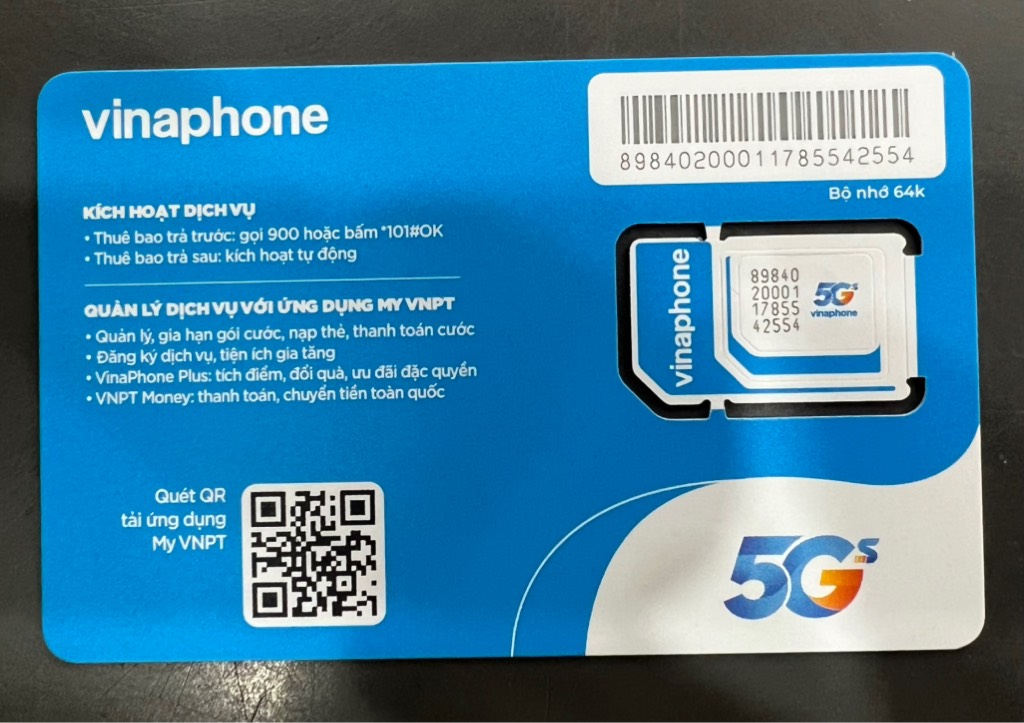 vinaphone
89840200011785542554
Bộ nhớ 64k
KÍCH HOẠT DỊCH VỤ
• Thuê bao trả trước: gọi 900 hoặc bấm *101#OK
• Thuê bao trả sau: kích hoạt tự động
QUẢN LÝ DỊCH VỤ VỚI ỨNG DỤNG MY VNPT
• Quản lý, gia hạn gói cước, nạp thẻ, thanh toán cước
• Đăng ký dịch vụ, tiện ích gia tăng
• VinaPhone Plus: tích điểm, đổi quà, ưu đãi đặc quyền
• VNPT Money: thanh toán, chuyển tiền toàn quốc
vinaphone
89840
20001
17855
42554
5Gs
vinaphone
Quét QR
tải ứng dụng
My VNPT
5Gs